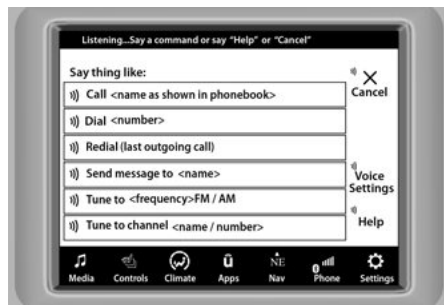 Listening...Say a command or say “Help” or “Cancel”
Say thing like:
Call <name as shown in phonebook>
Dial <number>
Redial (last outgoing call)
Send message to <name>
Tune to <frequency>FM / AM
Tune to channel <name / number>
Cancel
Voice
Settings
Help
NE
Media Controls Climate Apps Nav Phone Settings